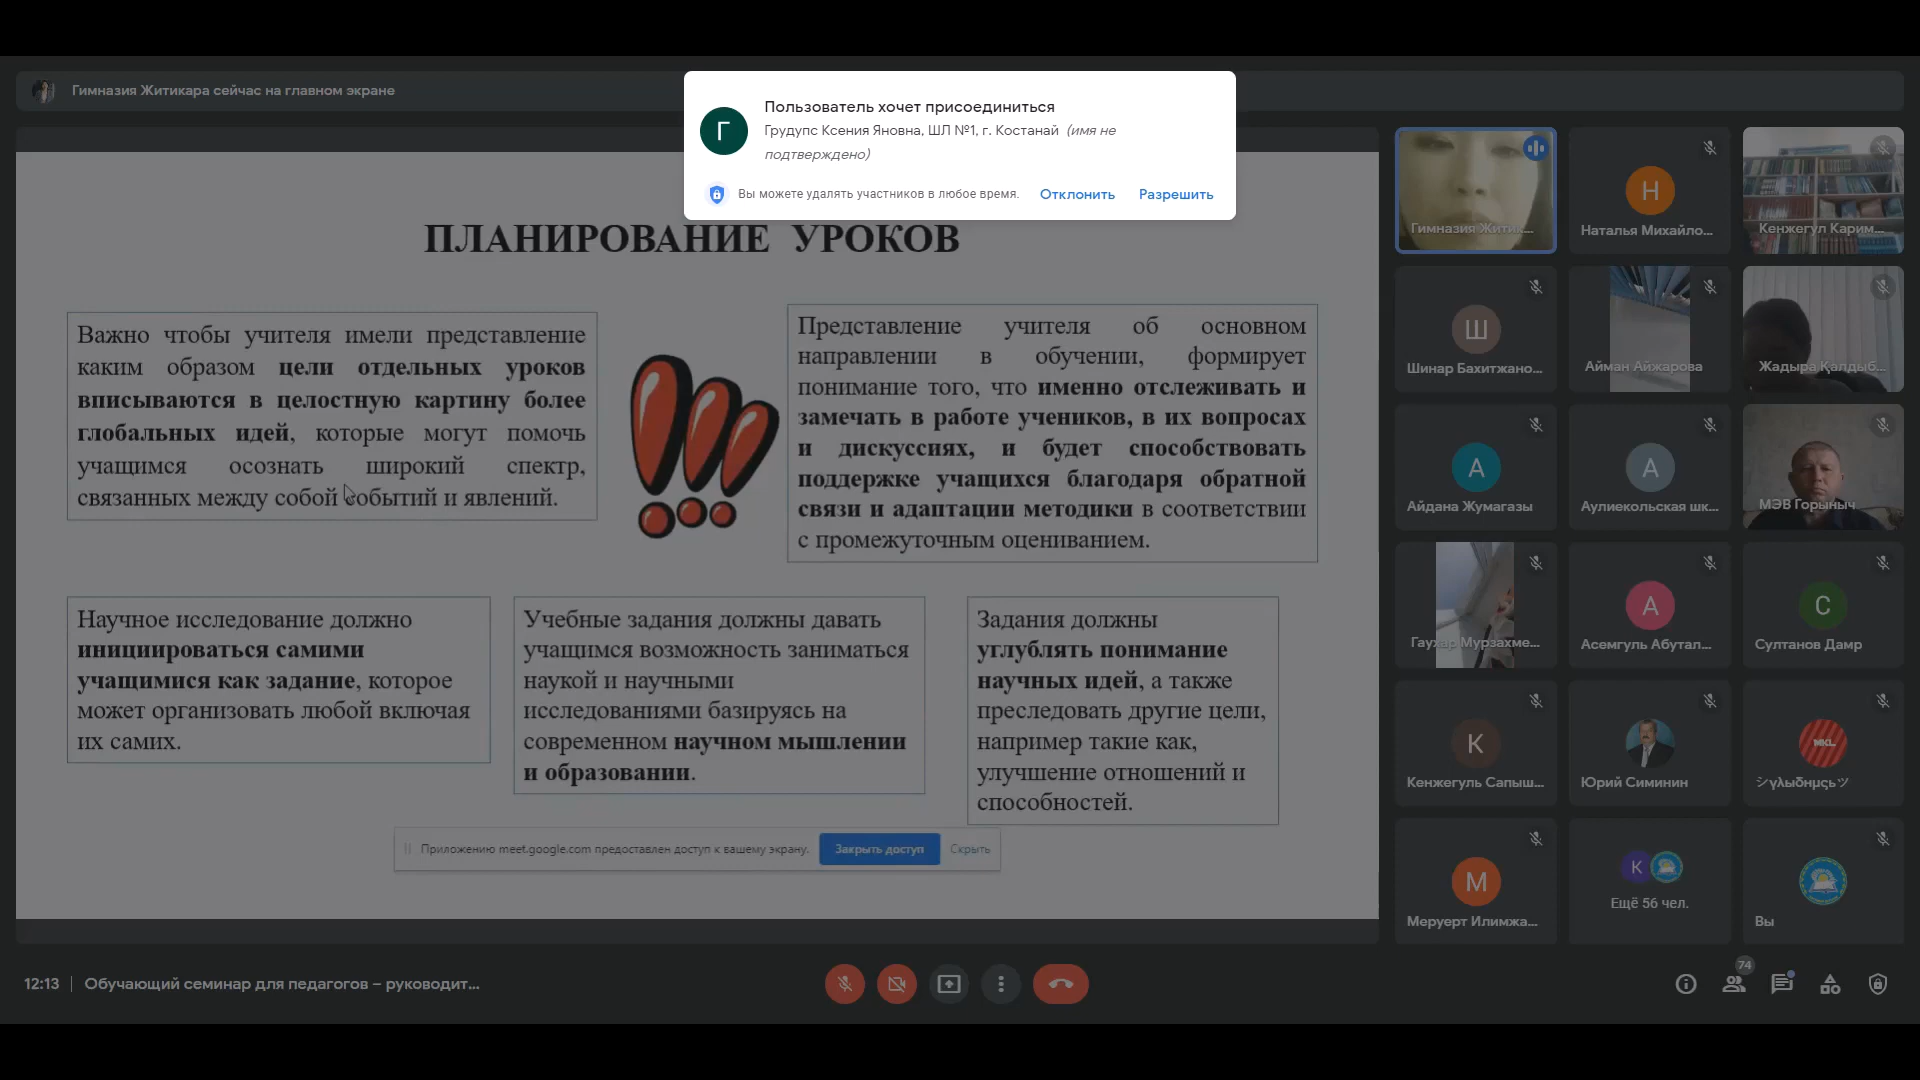 Гимназия Житикара сейчас на главном экране
Пользователь хочет присоединиться
Г
Грудупс Ксения Яновна, ШЛ №1, г. Костанай (имя не
подтверждено)
Вы можете удалять участников в любое время.
Отклонить
Разрешить
ПЛАНИРОВАНИЕ УРОКОВ
Важно чтобы учителя имели представление
каким образом цели отдельных уроков
вписываются в целостную картину более
глобальных идей, которые могут помочь
учащимся осознать широкий спектр,
связанных между собой событий и явлений.
Представление учителя об основном
направлении в обучении, формирует
понимание того, что именно отслеживать и
замечать в работе учеников, в их вопросах
и дискуссиях, и будет способствовать
поддержке учащихся благодаря обратной
связи и адаптации методики в соответствии
с промежуточным оцениванием.
Научное исследование должно
инициироваться самими
учащимися как задание, которое
может организовать любой включая
их самих.
Учебные задания должны давать
учащимся возможность заниматься
наукой и научными
исследованиями базируясь на
современном научном мышлении
и образовании.
Задания должны
углублять понимание
научных идей, а также
преследовать другие цели,
например такие как,
улучшение отношений и
способностей.
Приложению meet.google.com предоставлен доступ к вашему экрану.
Закрыть доступ
Скрыть
Гимназия Житик...
Н
Наталья Михайло...
Кенжегул Карим...
Ш
Шинар Бахитжано...
Айман Айжарова
Жадыра Қалдыб...
А
Айдана Жумагазы
А
Аулиекольская шк...
МЭВ Горыныч
Гаухар Мурзахме...
А
Асемгуль Абутал...
С
Султанов Дамр
К
Кенжегуль Сапыш...
Юрий Симинин
NKL
М
Меруерт Илимжа...
К
Ещё 56 чел.
Вы
12:13
Обучающий семинар для педагогов – руководит...
74